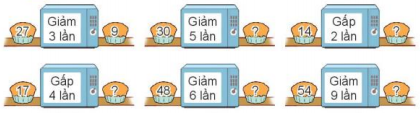 27 Giảm 3 lần 9
30 Giảm 5 lần ?
14 Gấp 2 lần ?
17 Gấp 4 lần ?
48 Giảm 6 lần ?
54 Giảm 9 lần ?